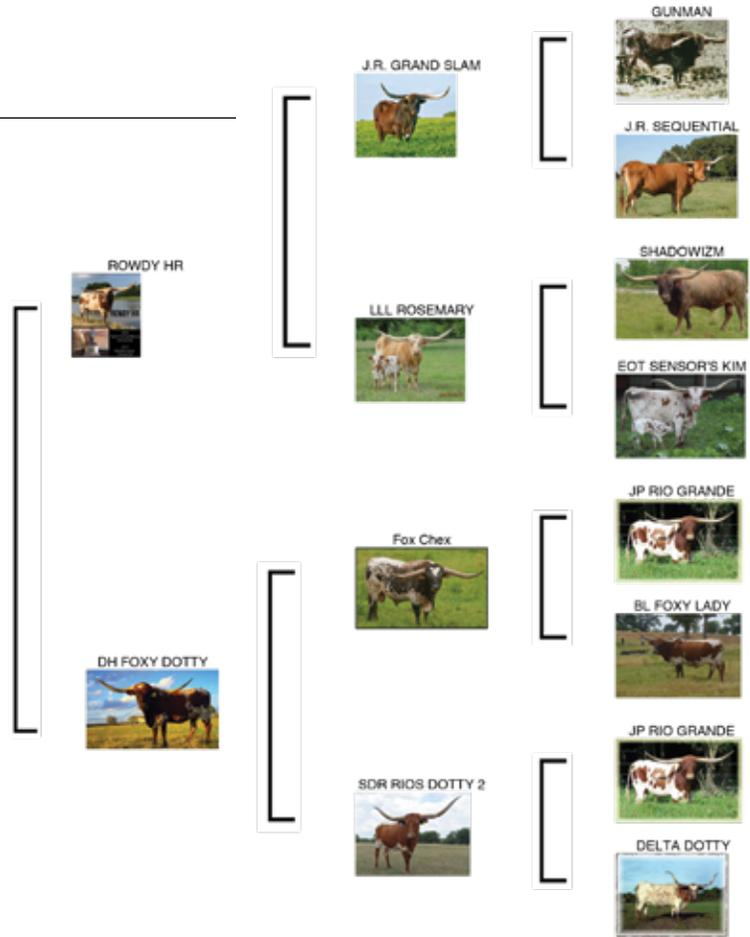 GUNMAN
J.R. GRAND SLAM
J.R. SEQUENTIAL
ROWDY HR
SHADOWIZM
LLL ROSEMARY
EOT SENSOR'S KIM
JP RIO GRANDE
Fox Chex
BL FOXY LADY
DH FOXY DOTTY
JP RIO GRANDE
SDR RIOS DOTTY 2
DELTA DOTTY